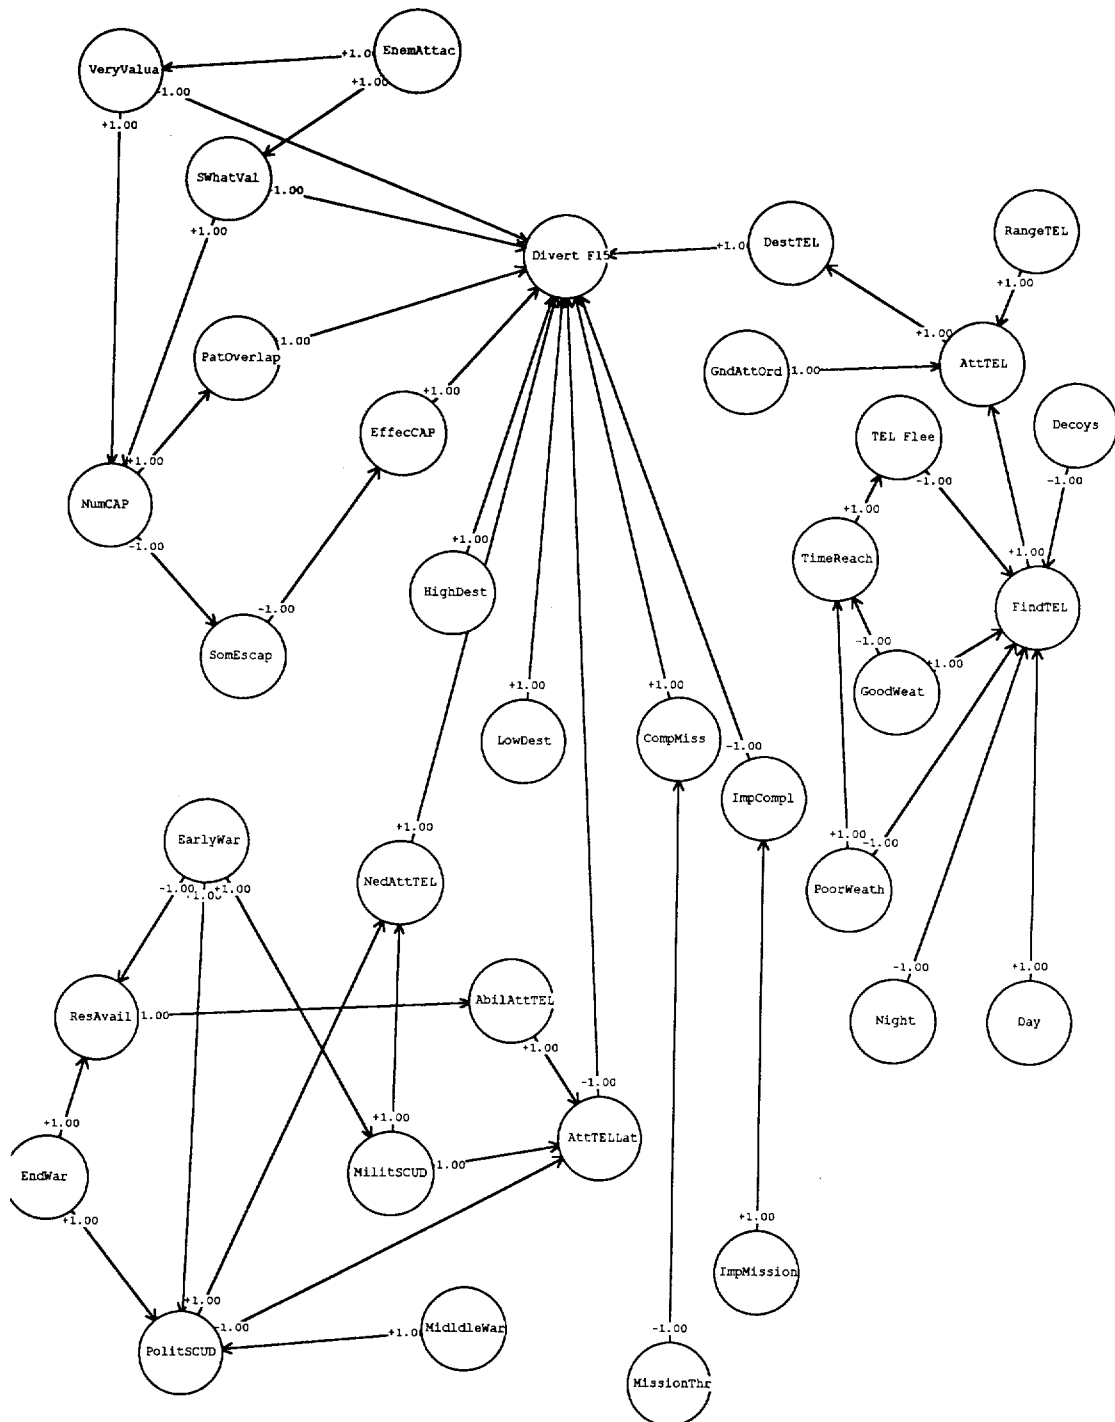 EnemAttac
VeryValua
+1.0
+1.00
-1.00
+1.00
SWhatVal
-1.00
+1.00
RangeTEL
DestTEL
+1.0
Divert F15
+1.00
+1.00
PatOverlap
+1.00
AttTEL
GndAttOrd
1.00
+1.00
Decoys
EffecCAP
TEL Flee
+1.00
-1.00
-1.00
NumCAP
+1.00
-1.00
+1.00
+1.00
TimeReach
HighDest
-1.00
FindTEL
-1.00
SomEscap
+1.00
+1.00
+1.00
GoodWeat
LowDest
CompMiss
-1.00
ImpCompl
+1.00
EarlyWar
+1.00
-1.00
NedAttTEL
-1.00
+1.00
+1.00
PoorWeath
-1.00
+1.00
AbilAttTEL
ResAvail
1.00
Night
Day
+1.00
-1.00
+1.00
+1.00
AttTELLat
1.00
MilitSCUD
EndWar
+1.00
+1.00
ImpMission
+1.00
-1.00
MidldleWar
+1.0
-1.00
PolitSCUD
MissionThr